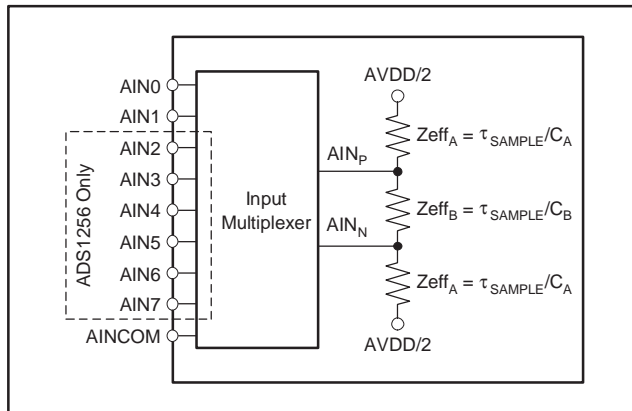 AIN0
AIN1
AIN2
AIN3
AIN4
AIN5
AIN6
AIN7
AINCOM
ADS1256 Only
Input
Multiplexer
AIN_P
AIN_N
AVDD/2
Zeff_A = τ_SAMPLE/C_A
Zeff_B = τ_SAMPLE/C_B
Zeff_A = τ_SAMPLE/C_A
AVDD/2